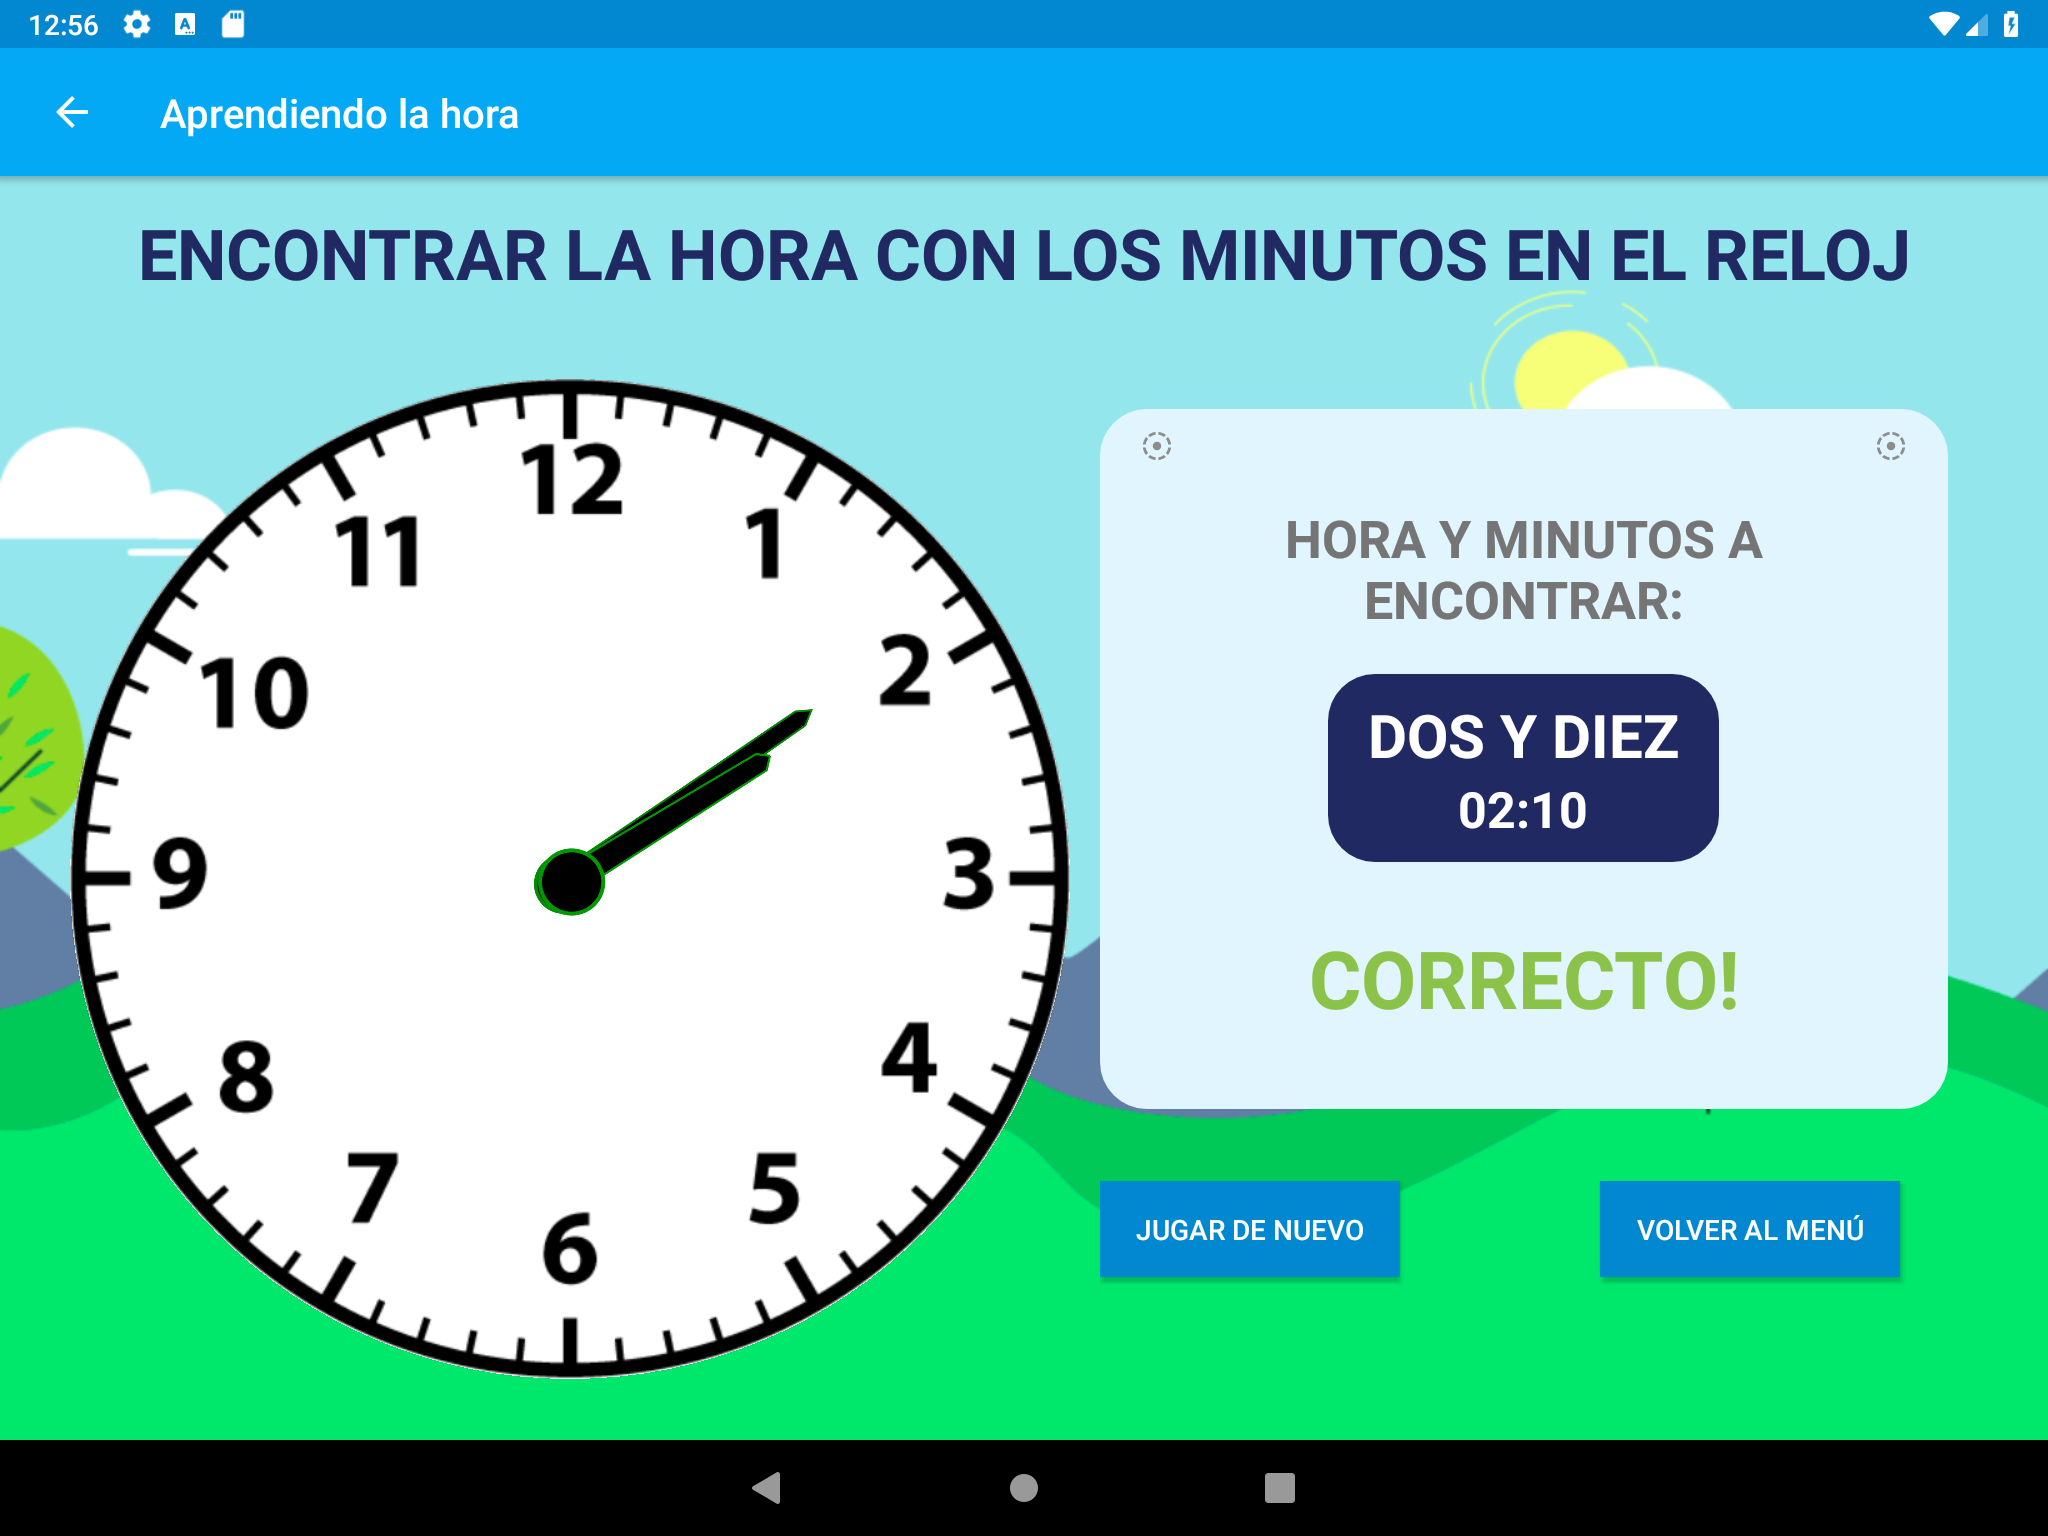 12:56
Aprendiendo la hora
ENCONTRAR LA HORA CON LOS MINUTOS EN EL RELOJ
12
11
1
10
2
9
3
8
4
7
5
6
HORA Y MINUTOS A
ENCONTRAR:
DOS Y DIEZ
02:10
CORRECTO!
JUGAR DE NUEVO
VOLVER AL MENÚ